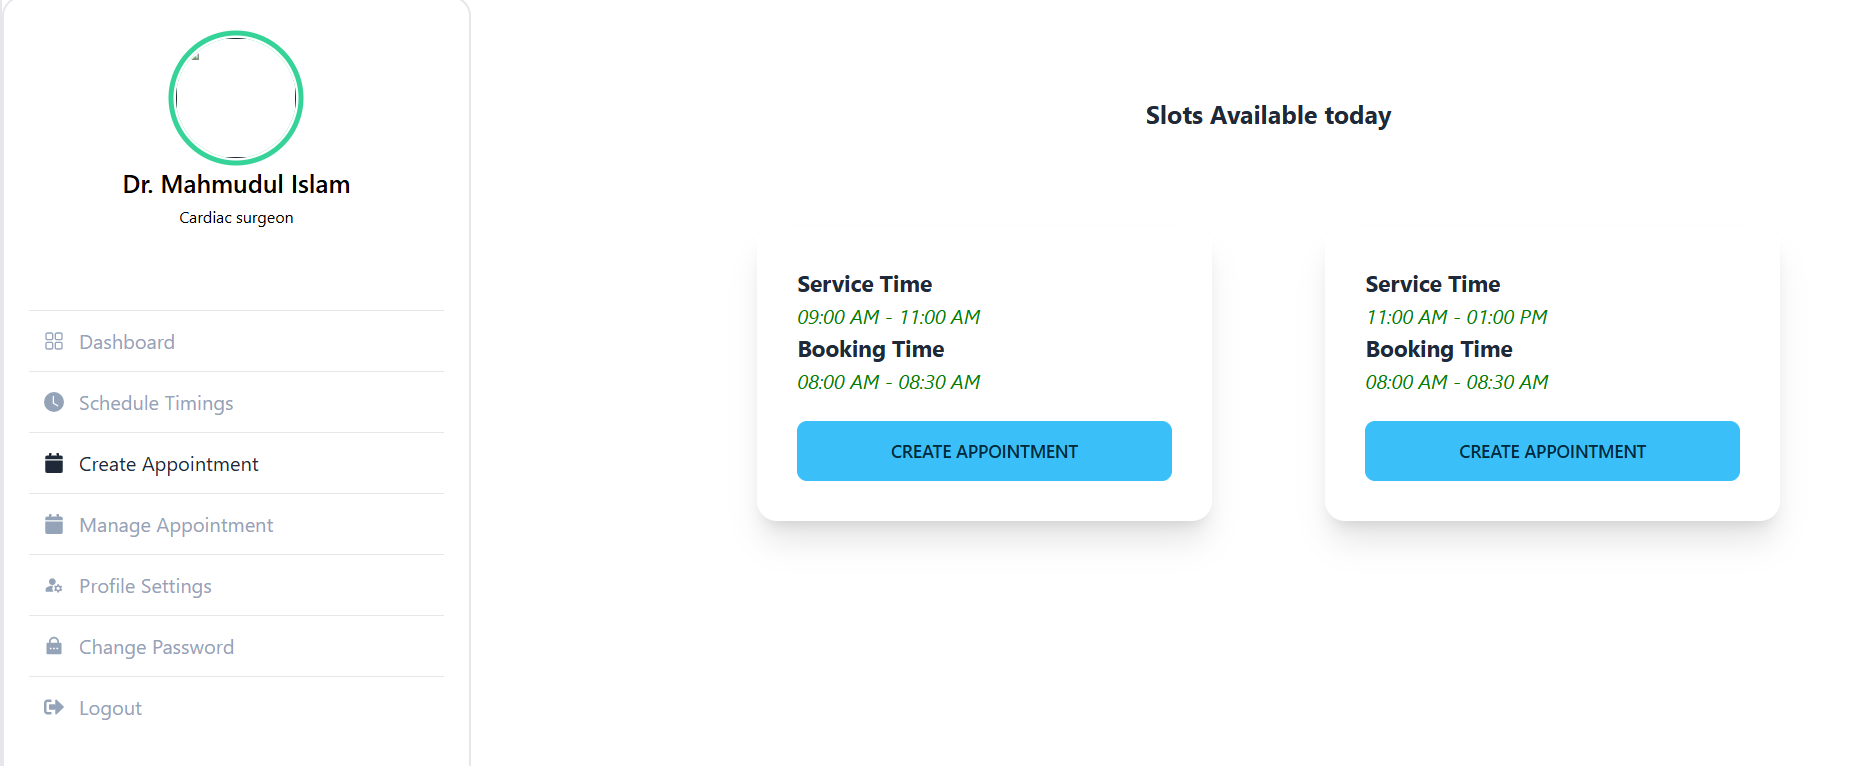 Dr. Mahmudul Islam
Cardiac surgeon
Dashboard
Schedule Timings
Create Appointment
Manage Appointment
Profile Settings
Change Password
Logout
Slots Available today
Service Time
09:00 AM - 11:00 AM
Booking Time
08:00 AM - 08:30 AM
CREATE APPOINTMENT
Service Time
11:00 AM - 01:00 PM
Booking Time
08:00 AM - 08:30 AM
CREATE APPOINTMENT